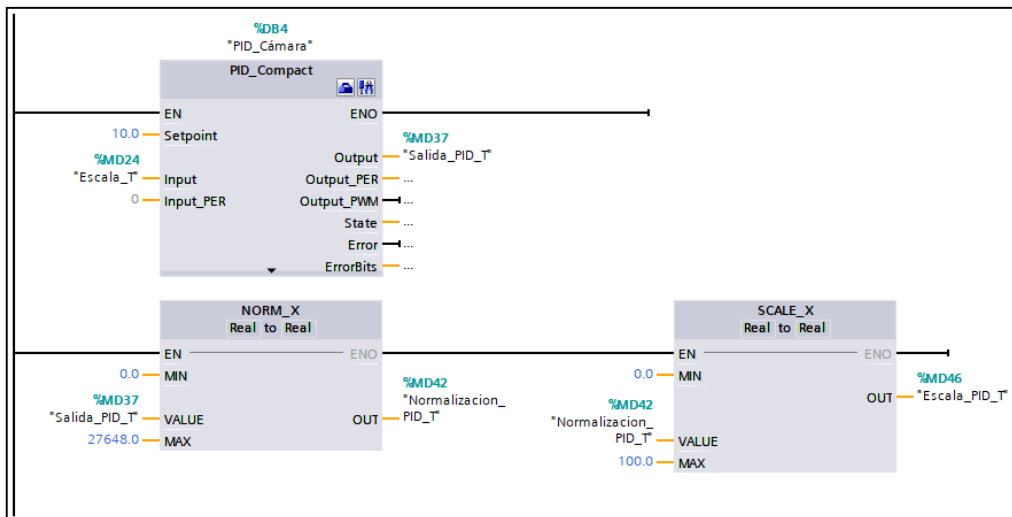 %DB4
"PID_Cámara"
PID_Compact
EN ENO
10.0 Setpoint
%MD37
Output "Salida_PID_T"
%MD24
"Escala_T" Input
Output_PER ...
0 Input_PER
Output_PWM ...
State ...
Error ...
ErrorBits ...
NORM_X
Real to Real
EN ENO
0.0 MIN
%MD42
"Normalizacion_
OUT PID_T"
%MD37
"Salida_PID_T" VALUE
27648.0 MAX
SCALE_X
Real to Real
EN ENO
0.0 MIN
%MD46
OUT "Escala_PID_T"
%MD42
"Normalizacion_
PID_T" VALUE
100.0 MAX